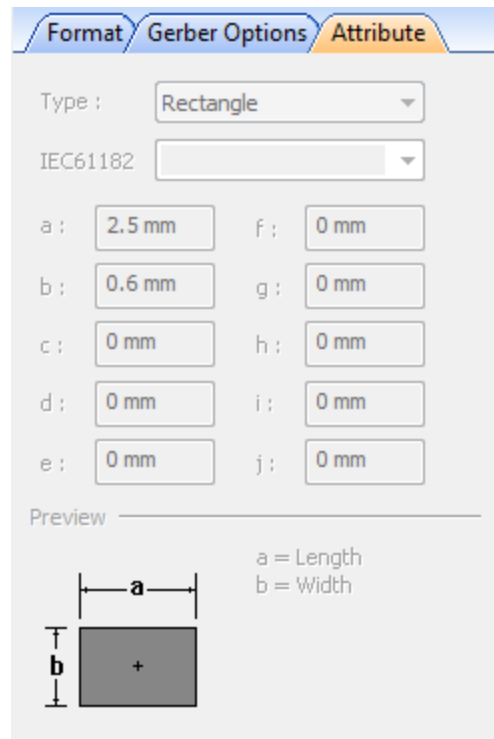 Format Gerber Options Attribute
Type : Rectangle
IEC61182
a : 2.5 mm f : 0 mm
b : 0.6 mm g : 0 mm
c : 0 mm h : 0 mm
d : 0 mm i : 0 mm
e : 0 mm j : 0 mm
Preview
a = Length
b = Width
a
b